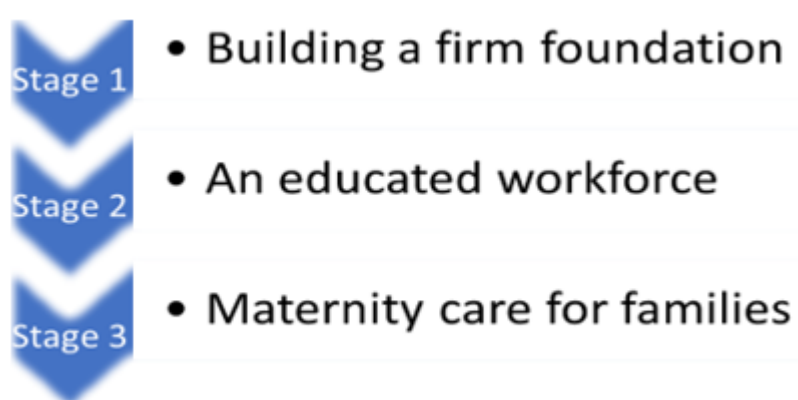 Stage 1
• Building a firm foundation
Stage 2
• An educated workforce
Stage 3
• Maternity care for families